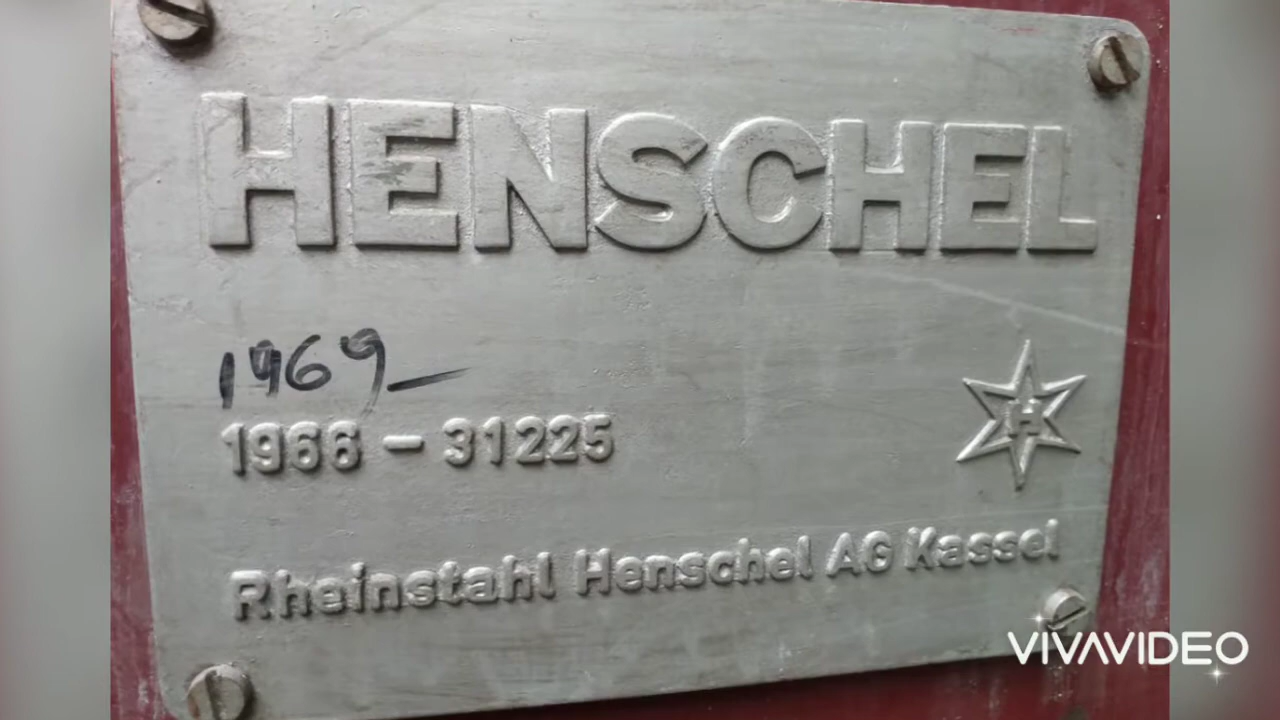 HENSCHEL
1969-
1966 - 31225
H
Rheinstahl Henschel AG Kassel
VIVAVIDEO